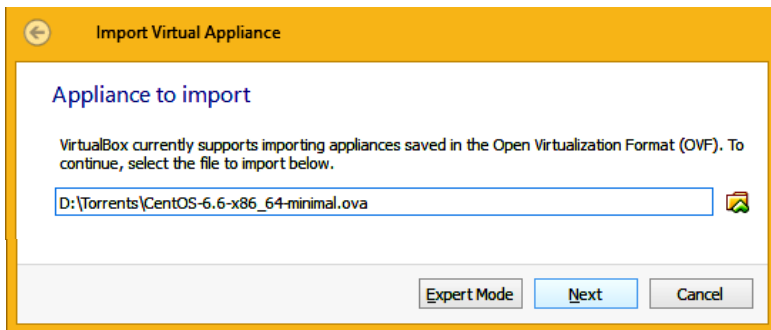 Import Virtual Appliance
Appliance to import
VirtualBox currently supports importing appliances saved in the Open Virtualization Format (OVF). To
continue, select the file to import below.
D:\Torrents\CentOS-6.6-x86_64-minimal.ova
Expert Mode Next Cancel